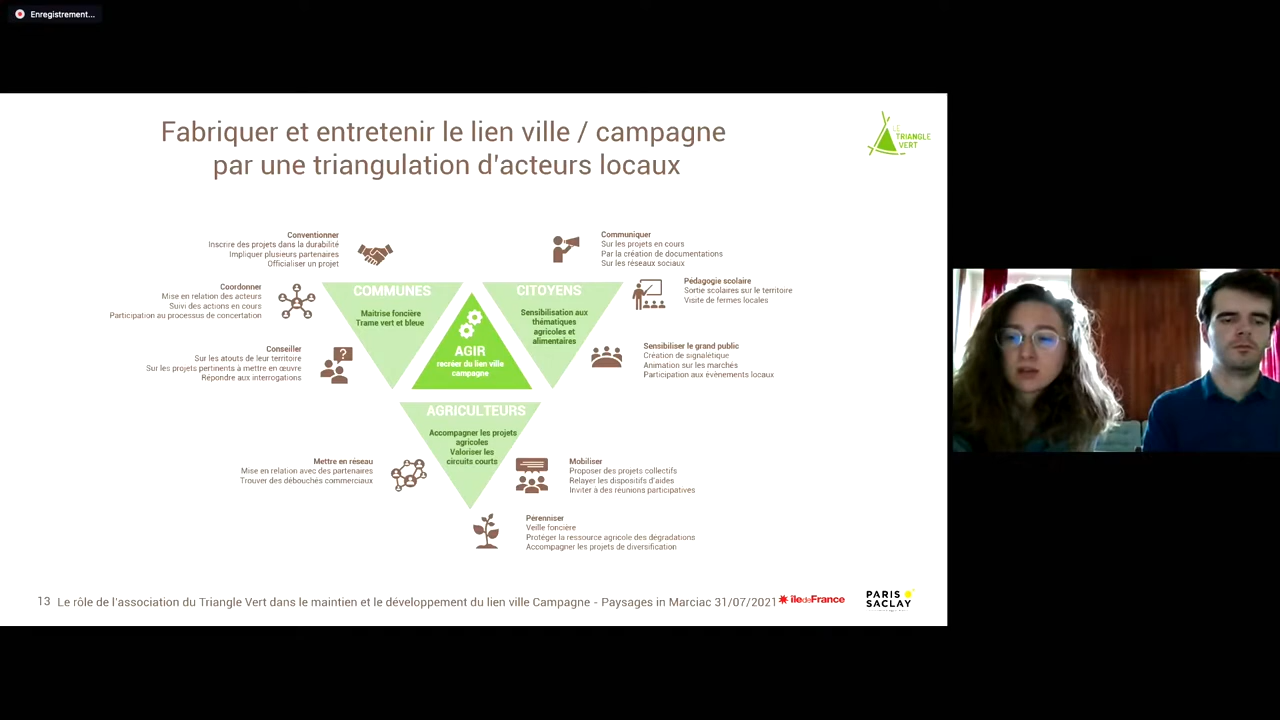 Enregistrement...
Fabriquer et entretenir le lien ville / campagne
par une triangulation d'acteurs locaux
LE
TRIANGLE
VERT
Conventionner
Inscrire des projets dans la durabilité
Impliquer plusieurs partenaires
Officialiser un projet
Communiquer
Sur les projets en cours
Par la création de documentations
Sur les réseaux sociaux
Coordonner
Mise en relation des acteurs
Suivi des actions en cours
Participation au processus de concertation
COMMUNES
Maitrise foncière
Trame vert et bleue
CITOYENS
Sensibilisation aux
thématiques
agricoles et
alimentaires
Pédagogie scolaire
Sortie scolaires sur le territoire
Visite de fermes locales
Conseiller
Sur les atouts de leur territoire
Sur les projets pertinents à mettre en œuvre
Répondre aux interrogations
?
AGIR
recréer du lien ville
campagne
Sensibiliser le grand public
Création de signalétique
Animation sur les marchés
Participation aux évènements locaux
AGRICULTEURS
Accompagner les projets
agricoles
Valoriser les
circuits courts
Mettre en réseau
Mise en relation avec des partenaires
Trouver des débouchés commerciaux
Mobiliser
Proposer des projets collectifs
Relayer les dispositifs d'aides
Inviter à des reunions participatives
Pérenniser
Veille foncière
Protéger la ressource agricole des dégradations
Accompagner les projets de diversification
13 Le rôle de l'association du Triangle Vert dans le maintien et le développement du lien ville Campagne - Paysages in Marciac 31/07/2021
île de France
PARIS
SACLAY